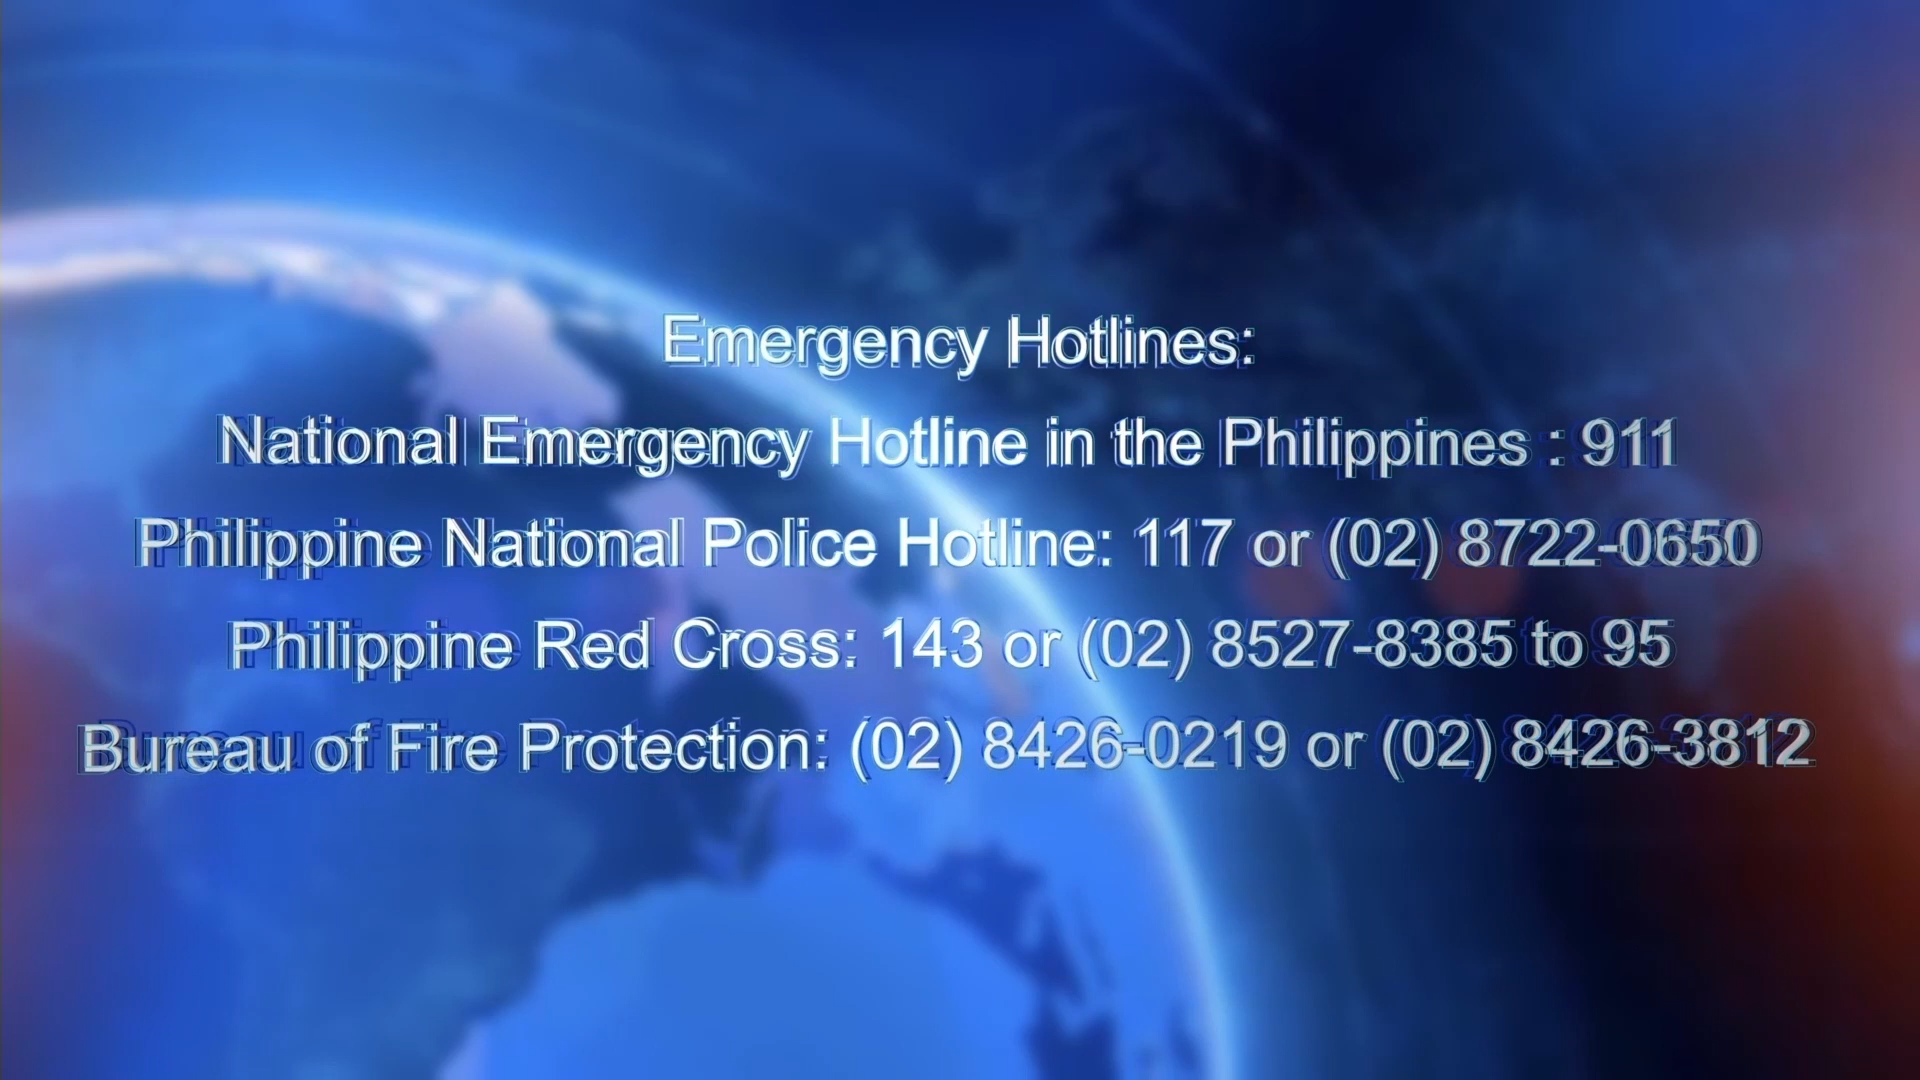 Emergency Hotlines:
National Emergency Hotline in the Philippines : 911
Philippine National Police Hotline: 117 or (02) 8722-0650
Philippine Red Cross: 143 or (02) 8527-8385 to 95
Bureau of Fire Protection: (02) 8426-0219 or (02) 8426-3812